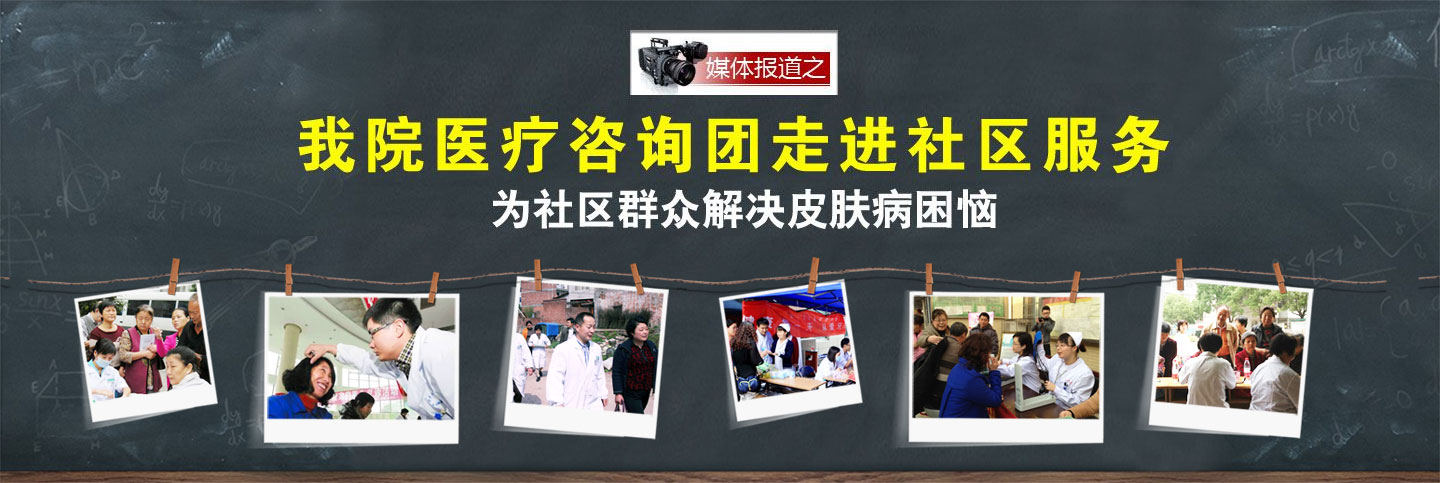 媒体报道之
我院医疗咨询团走进社区服务
为社区群众解决皮肤病困恼